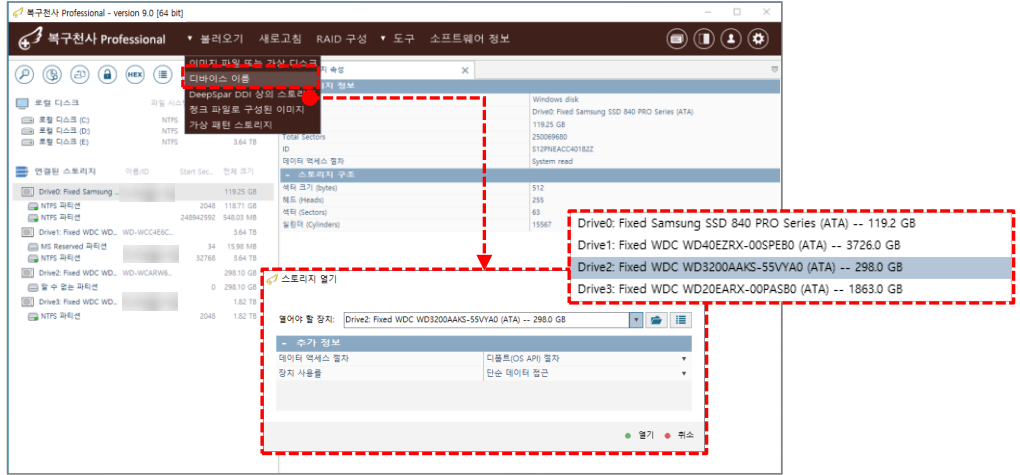 복구천사 Professional - version 9.0 [64 bit]
복구천사 Professional
▼ 불러오기 새로고침 RAID 구성 ▼ 도구 소프트웨어 정보
이미지 파일 또는 가상 디스크
디바이스 이름
DeepSpar DDI 상의 스토리
청크 파일로 구성된 이미지
가상 패턴 스토리지
HEX
지 속성
로컬 디스크 파일 시스
로컬 디스크 (C:) NTFS
로컬 디스크 (D:) NTFS
로컬 디스크 (E:) NTFS 3.64 TB
연결된 스토리지 이름/ID Start Sec... 전체 크기
Drive0: Fixed Samsung ... 119.25 GB
NTFS 파티션 2048 118.71 GB
NTFS 파티션 248942592 548.03 MB
Drive1: Fixed WDC WD... WD-WCC4E6C... 3.64 TB
MS Reserved 파티션 34 15.98 MB
NTFS 파티션 32768 3.64 TB
Drive2: Fixed WDC WD... WD-WCARW6... 298.10 GB
알 수 없는 파티션 0 298.10 GB
Drive3: Fixed WDC WD... 1.82 TB
NTFS 파티션 2048 1.82 TB
지 정보
Windows disk
Drive0: Fixed Samsung SSD 840 PRO Series (ATA)
119.25 GB
Total Sectors 250069680
ID S12PNEACC40182Z
데이터 액세스 절차 System read
– 스토리지 구조
섹터 크기 (bytes) 512
헤드 (Heads) 255
섹터 (Sectors) 63
실린더 (Cylinders) 15567
Drive0: Fixed Samsung SSD 840 PRO Series (ATA) -- 119.2 GB
Drive1: Fixed WDC WD40EZRX-00SPEB0 (ATA) -- 3726.0 GB
Drive2: Fixed WDC WD3200AAKS-55VYA0 (ATA) -- 298.0 GB
Drive3: Fixed WDC WD20EARX-00PASB0 (ATA) -- 1863.0 GB
스토리지 열기
열어야 할 장치: Drive2: Fixed WDC WD3200AAKS-55VYA0 (ATA) -- 298.0 GB
– 추가 정보
데이터 액세스 절차 디폴트(OS API) 절차
장치 사용률 단순 데이터 접근
열기 취소